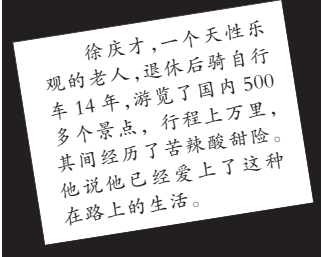 徐庆才,一个天性乐
观的老人,退休后骑自行
车14年,游览了国内500
多个景点，行程上万里，
其间经历了苦辣酸甜险。
他说他已经爱上了这种
在路上的生活。